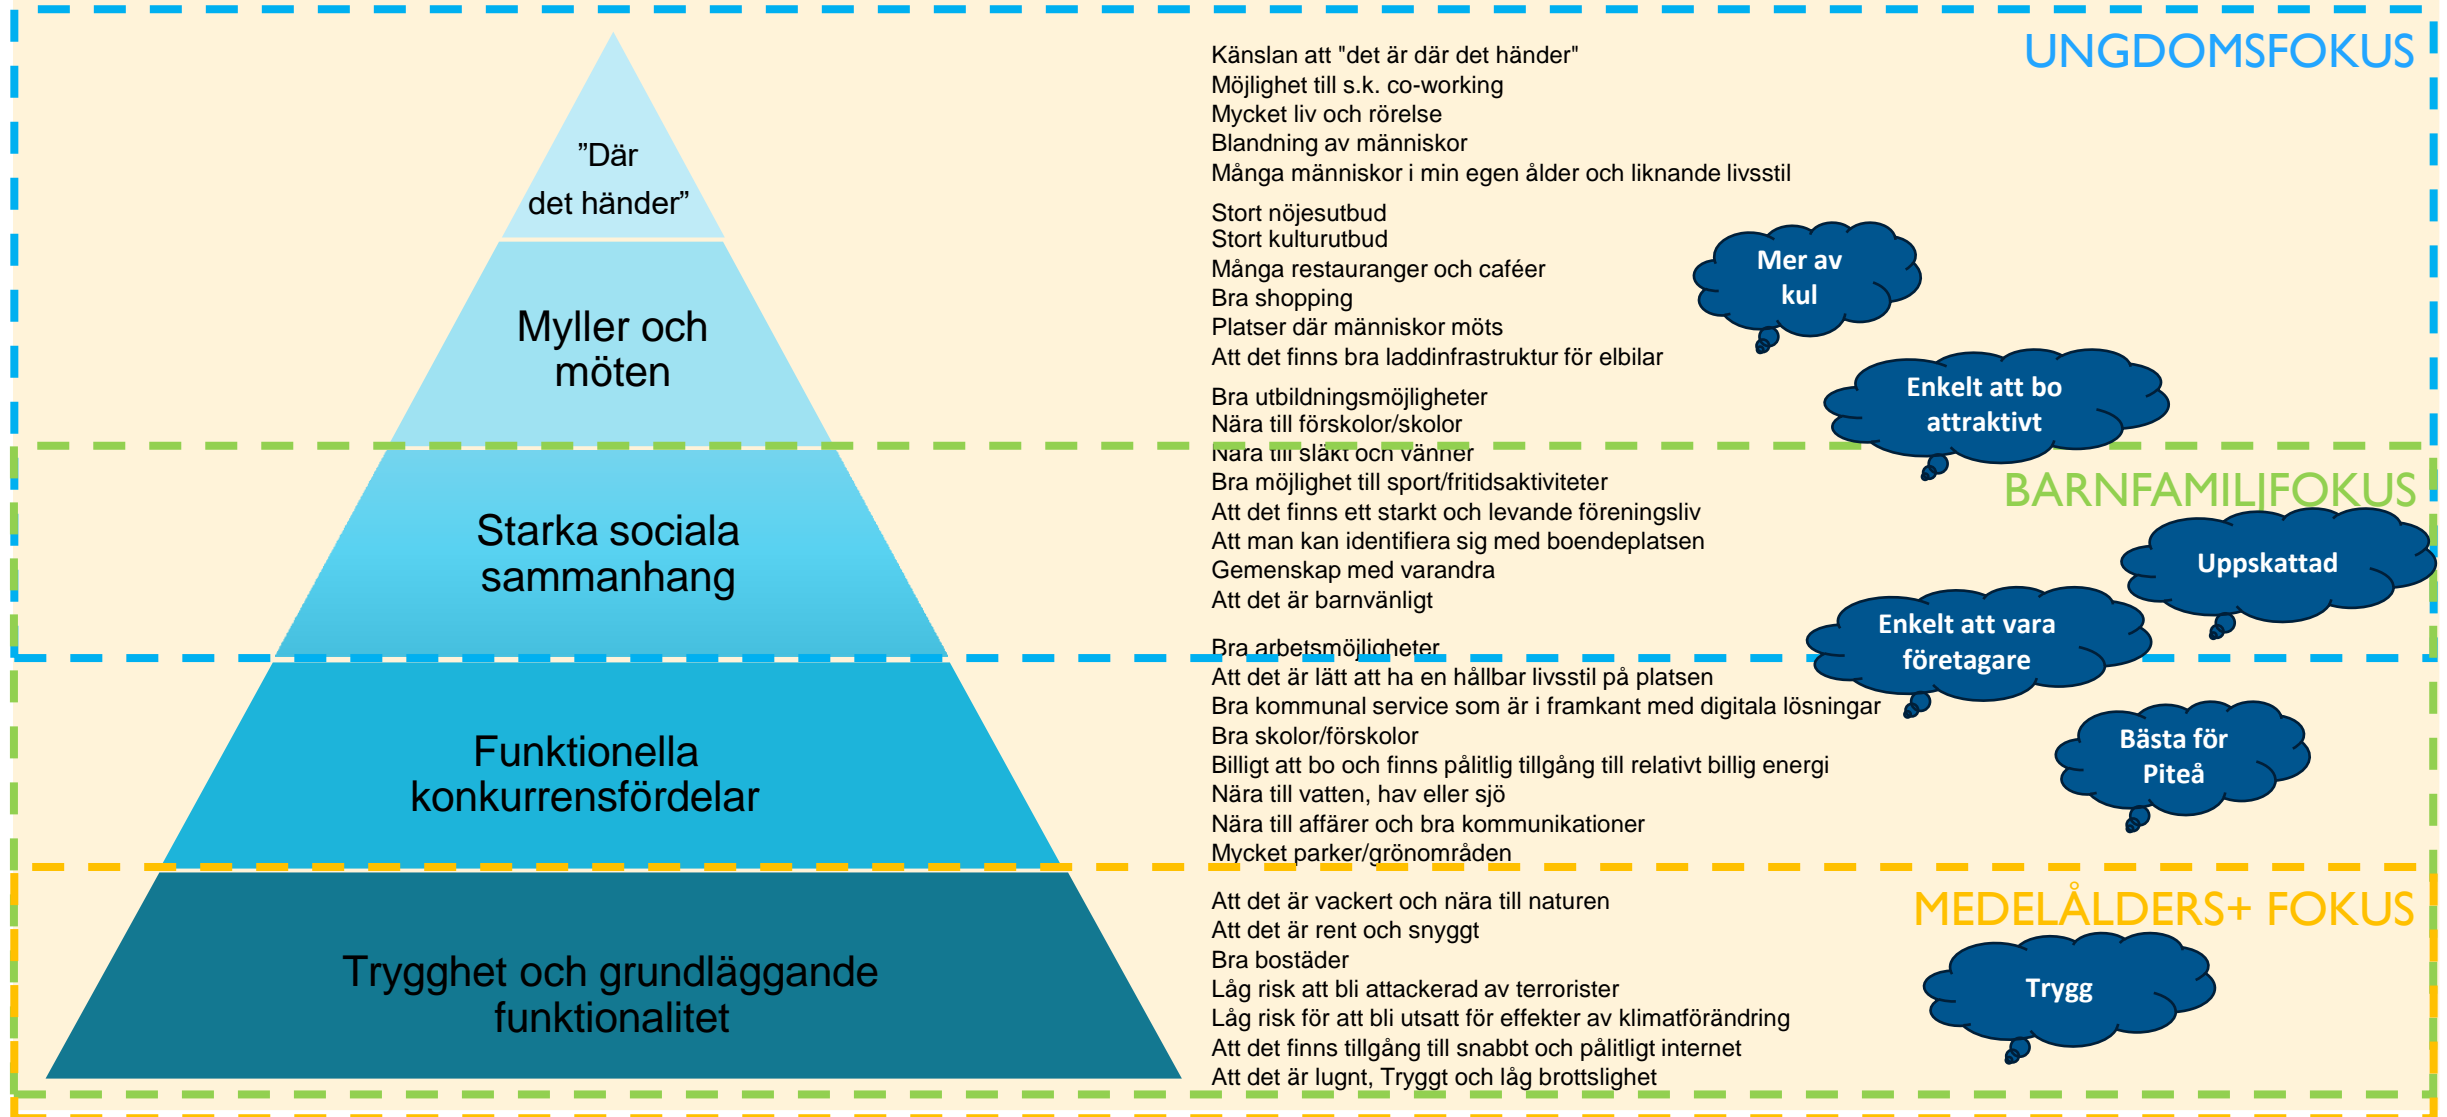 UNGDOMSFOKUS
”Där
det händer”
Känslan att "det är där det händer"
Möjlighet till s.k. co-working
Mycket liv och rörelse
Blandning av människor
Många människor i min egen ålder och liknande livsstil
Myller och
möten
Stort nöjesutbud
Stort kulturutbud
Många restauranger och caféer
Bra shopping
Platser där människor möts
Att det finns bra laddinfrastruktur för elbilar
Mer av
kul
Enkelt att bo
attraktivt
BARNFAMILJFOKUS
Starka sociala
sammanhang
Bra utbildningsmöjligheter
Nära till förskolor/skolor
Nära till släkt och vänner
Bra möjlighet till sport/fritidsaktiviteter
Att det finns ett starkt och levande föreningsliv
Att man kan identifiera sig med boendeplatsen
Gemenskap med varandra
Att det är barnvänligt
Uppskattad
Enkelt att vara
företagare
Funktionella
konkurrensfördelar
Bra arbetsmöjligheter
Att det är lätt att ha en hållbar livsstil på platsen
Bra kommunal service som är i framkant med digitala lösningar
Bra skolor/förskolor
Billigt att bo och finns pålitlig tillgång till relativt billig energi
Nära till vatten, hav eller sjö
Nära till affärer och bra kommunikationer
Mycket parker/grönområden
Bästa för
Piteå
MEDELÅLDERS+ FOKUS
Trygghet och grundläggande
funktionalitet
Att det är vackert och nära till naturen
Att det är rent och snyggt
Bra bostäder
Låg risk att bli attackerad av terrorister
Låg risk för att bli utsatt för effekter av klimatförändring
Att det finns tillgång till snabbt och pålitligt internet
Att det är lugnt, Tryggt och låg brottslighet
Trygg